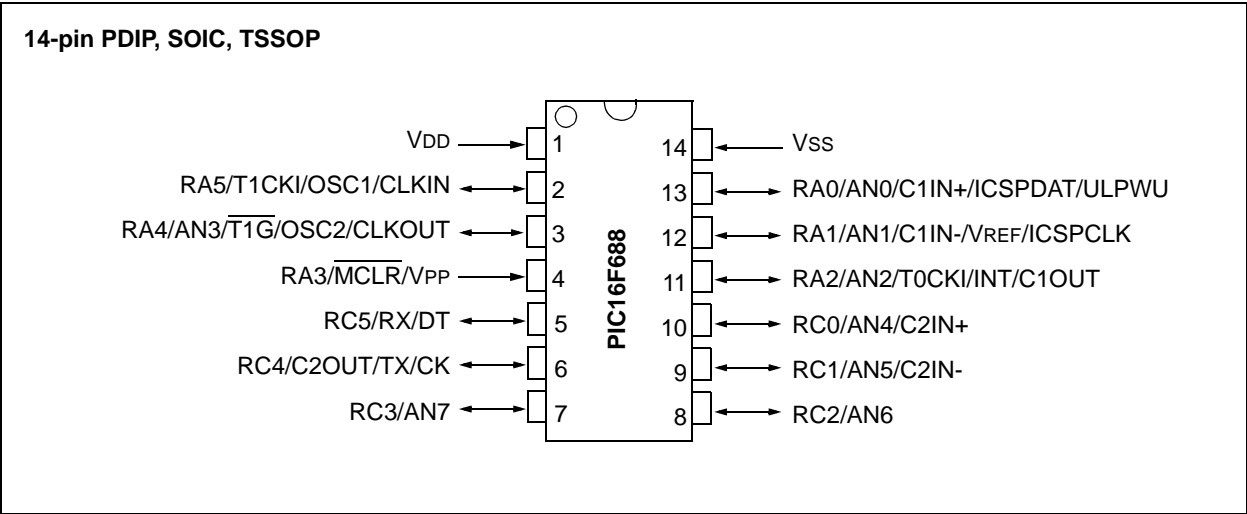 14-pin PDIP, SOIC, TSSOP
VDD 1 14 VSS
RA5/T1CKI/OSC1/CLKIN 2 13 RA0/AN0/C1IN+/ICSPDAT/ULPWU
RA4/AN3/T1G/OSC2/CLKOUT 3 12 RA1/AN1/C1IN-/VREF/ICSPCLK
RA3/MCLR/VPP 4 11 RA2/AN2/T0CKI/INT/C1OUT
RC5/RX/DT 5 10 RC0/AN4/C2IN+
RC4/C2OUT/TX/CK 6 9 RC1/AN5/C2IN-
RC3/AN7 7 8 RC2/AN6
PIC16F688